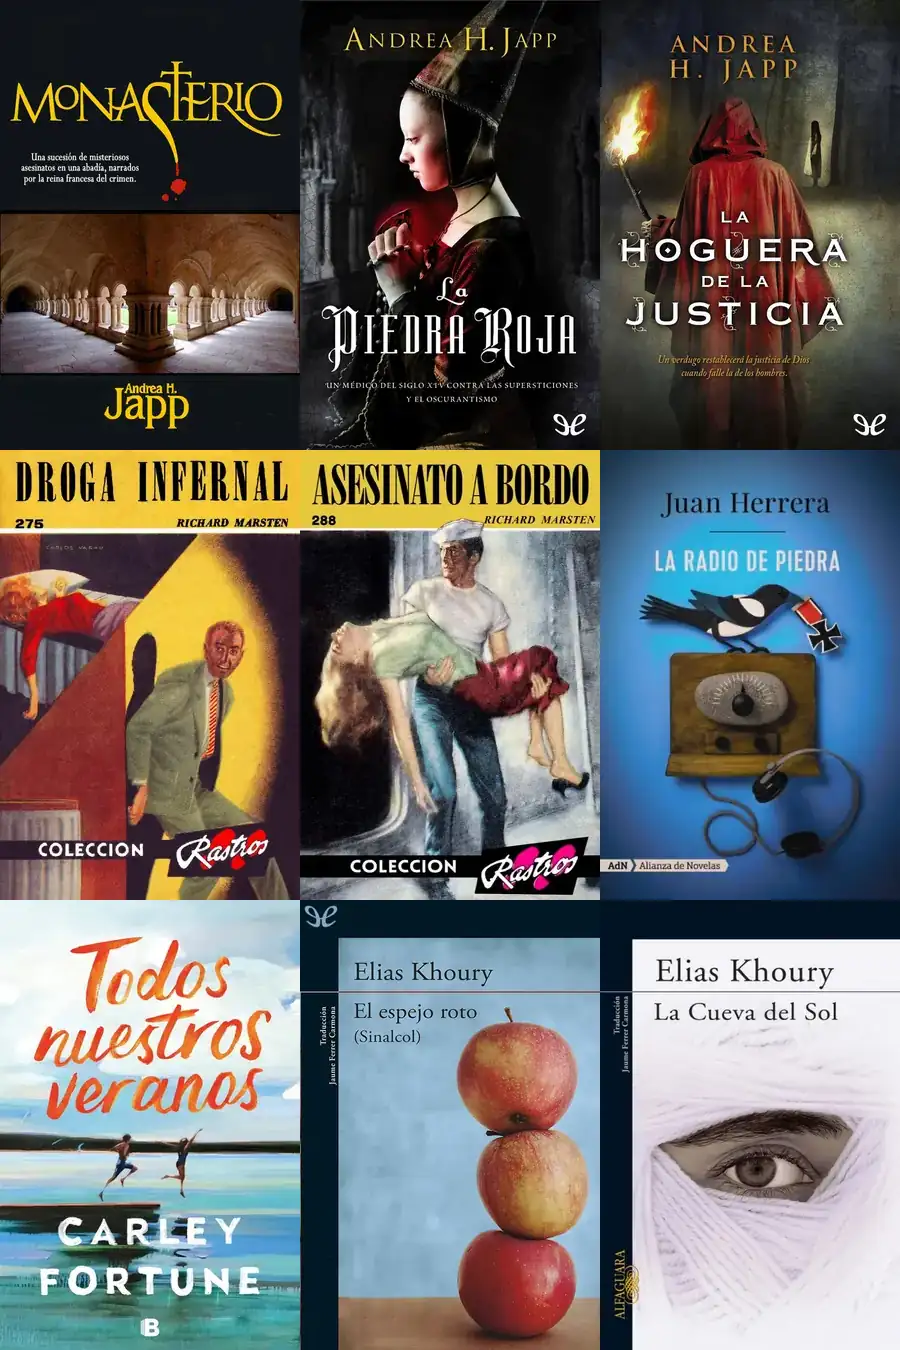 MONASTERIO
Una sucesión de misteriosos
asesinatos en una abadía, narrados
por la reina francesa del crimen.
Andrea H.
Japp
ANDREA H. JAPP
La
PIEDRA ROJA
UN MÉDICO DEL SIGLO XIV CONTRA LAS SUPERSTICIONES
Y EL OSCURANTISMO
ANDREA
H. JAPP
LA
HOGUERA
DE LA
JUSTICIA
Un verdugo restablecerá la justicia de Dios
cuando falle la de los hombres.
DROGA INFERNAL
275
RICHARD MARSTEN
COLECCION
Rastros
ASESINATO A BORDO
288
RICHARD MARSTEN
COLECCION
Rastros
Juan Herrera
LA RADIO DE PIEDRA
AdN
Alianza de Novelas
Todos
nuestros
veranos
CARLEY
FORTUNE
B
Elias Khoury
El espejo roto
(Sinalcol)
Traducción
Jaume Ferrer Carmona
Elias Khoury
La Cueva del Sol
Traducción
Jaume Ferrer Carmona
ALFAGUARA